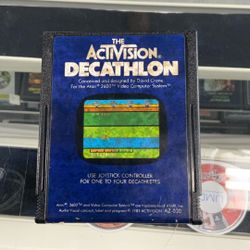 THE
ACTIVISION®
DECATHLON
Conceived and designed by David Crane
For the Atari® 2600™ Video Computer System™
USE JOYSTICK CONTROLLER
FOR ONE TO FOUR DECATHLETES